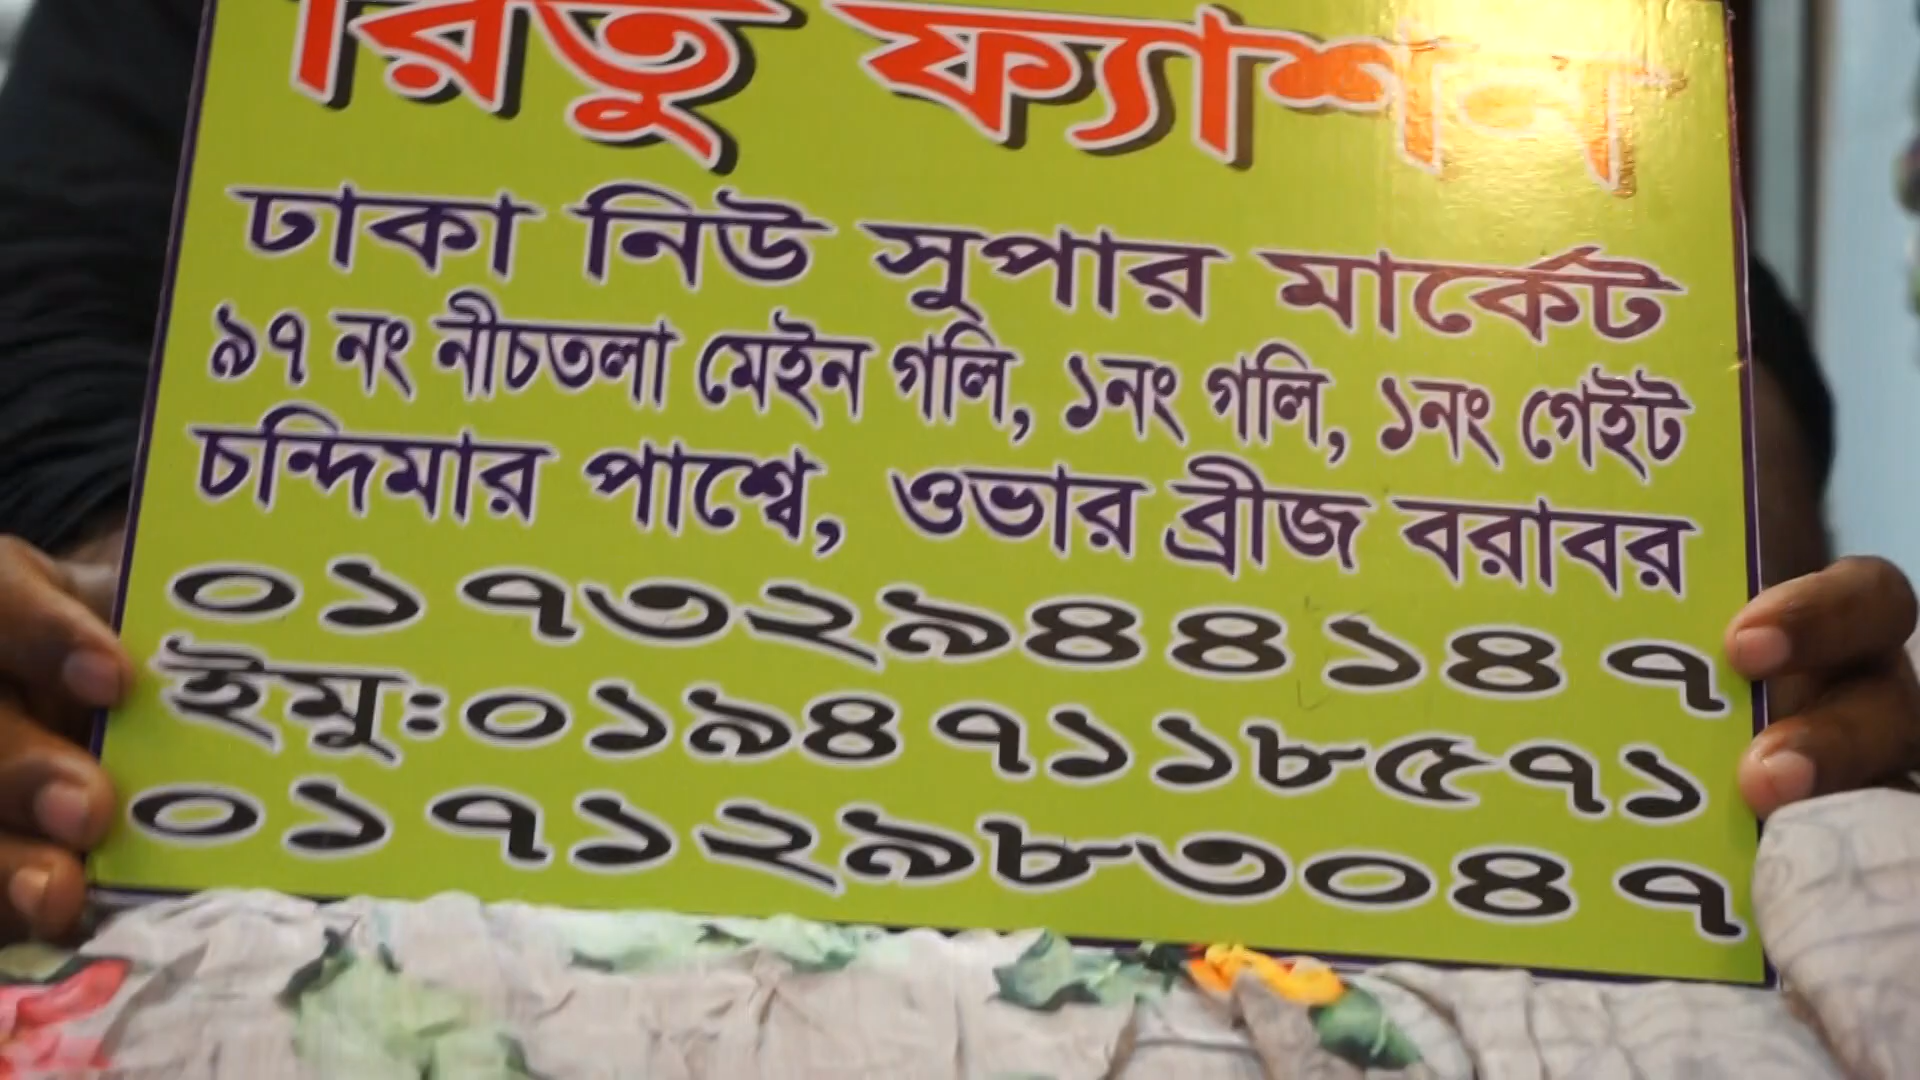 রিতু ফ্যাশন
ঢাকা নিউ সুপার মার্কেট
৯৭ নং নীচতলা মেইন গলি, ১নং গলি, ১নং গেইট
চন্দিমার পাশ্বে, ওভার ব্রীজ বরাবর
০১৭৩২৯৪৪১৪৭
ইমু:০১৯৪৭১১৮৫৭১
০১৭১২৯৮৩০৪৭